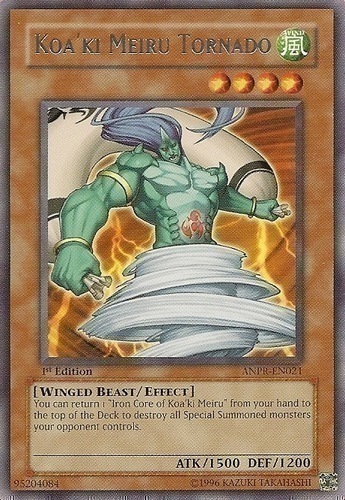 KOA'KI MEIRU TORNADO
WIND
風
1st Edition
ANPR-EN021
[WINGED BEAST/EFFECT]
You can return 1 "Iron Core of Koa'ki Meiru" from your hand to
the top of the Deck to destroy all Special Summoned monsters
your opponent controls.
ATK/1500 DEF/1200
95204084
©1996 KAZUKI TAKAHASHI